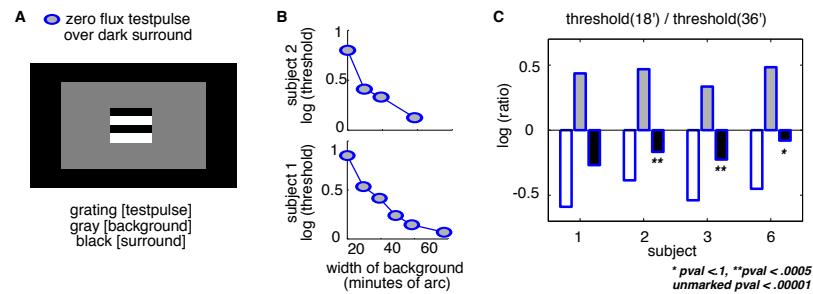 A
zero flux testpulse
over dark surround
grating [testpulse]
gray [background]
black [surround]
B
1
0.5
0
subject 2
log (threshold)
1
0.5
0
subject 1
log (threshold)
20 40 60
width of background
(minutes of arc)
C
threshold(18') / threshold(36')
0.5
0
-0.5
log (ratio)
** ** *
1 2 3 6
subject
* pval <.1, **pval < .0005
unmarked pval < .00001